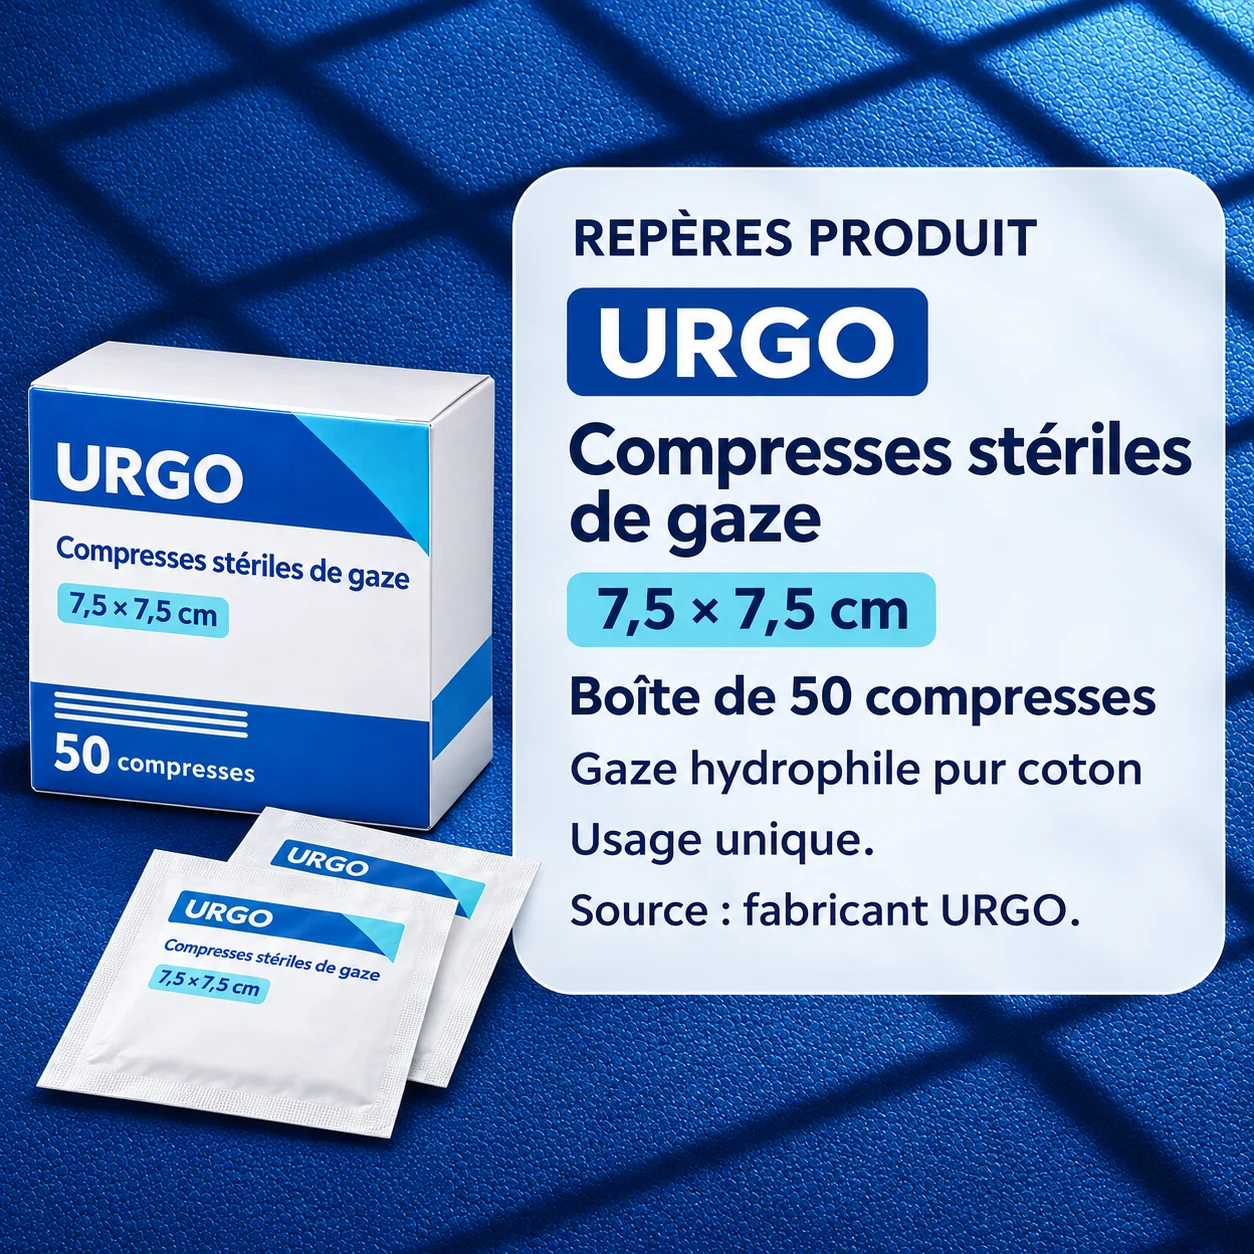 URGO
Compresses stériles de gaze
7,5 × 7,5 cm
50 compresses
URGO
URGO
Compresses stériles de gaze
7,5 × 7,5 cm
REPÈRES PRODUIT
URGO
Compresses stériles
de gaze
7,5 × 7,5 cm
Boîte de 50 compresses
Gaze hydrophile pur coton
Usage unique.
Source : fabricant URGO.